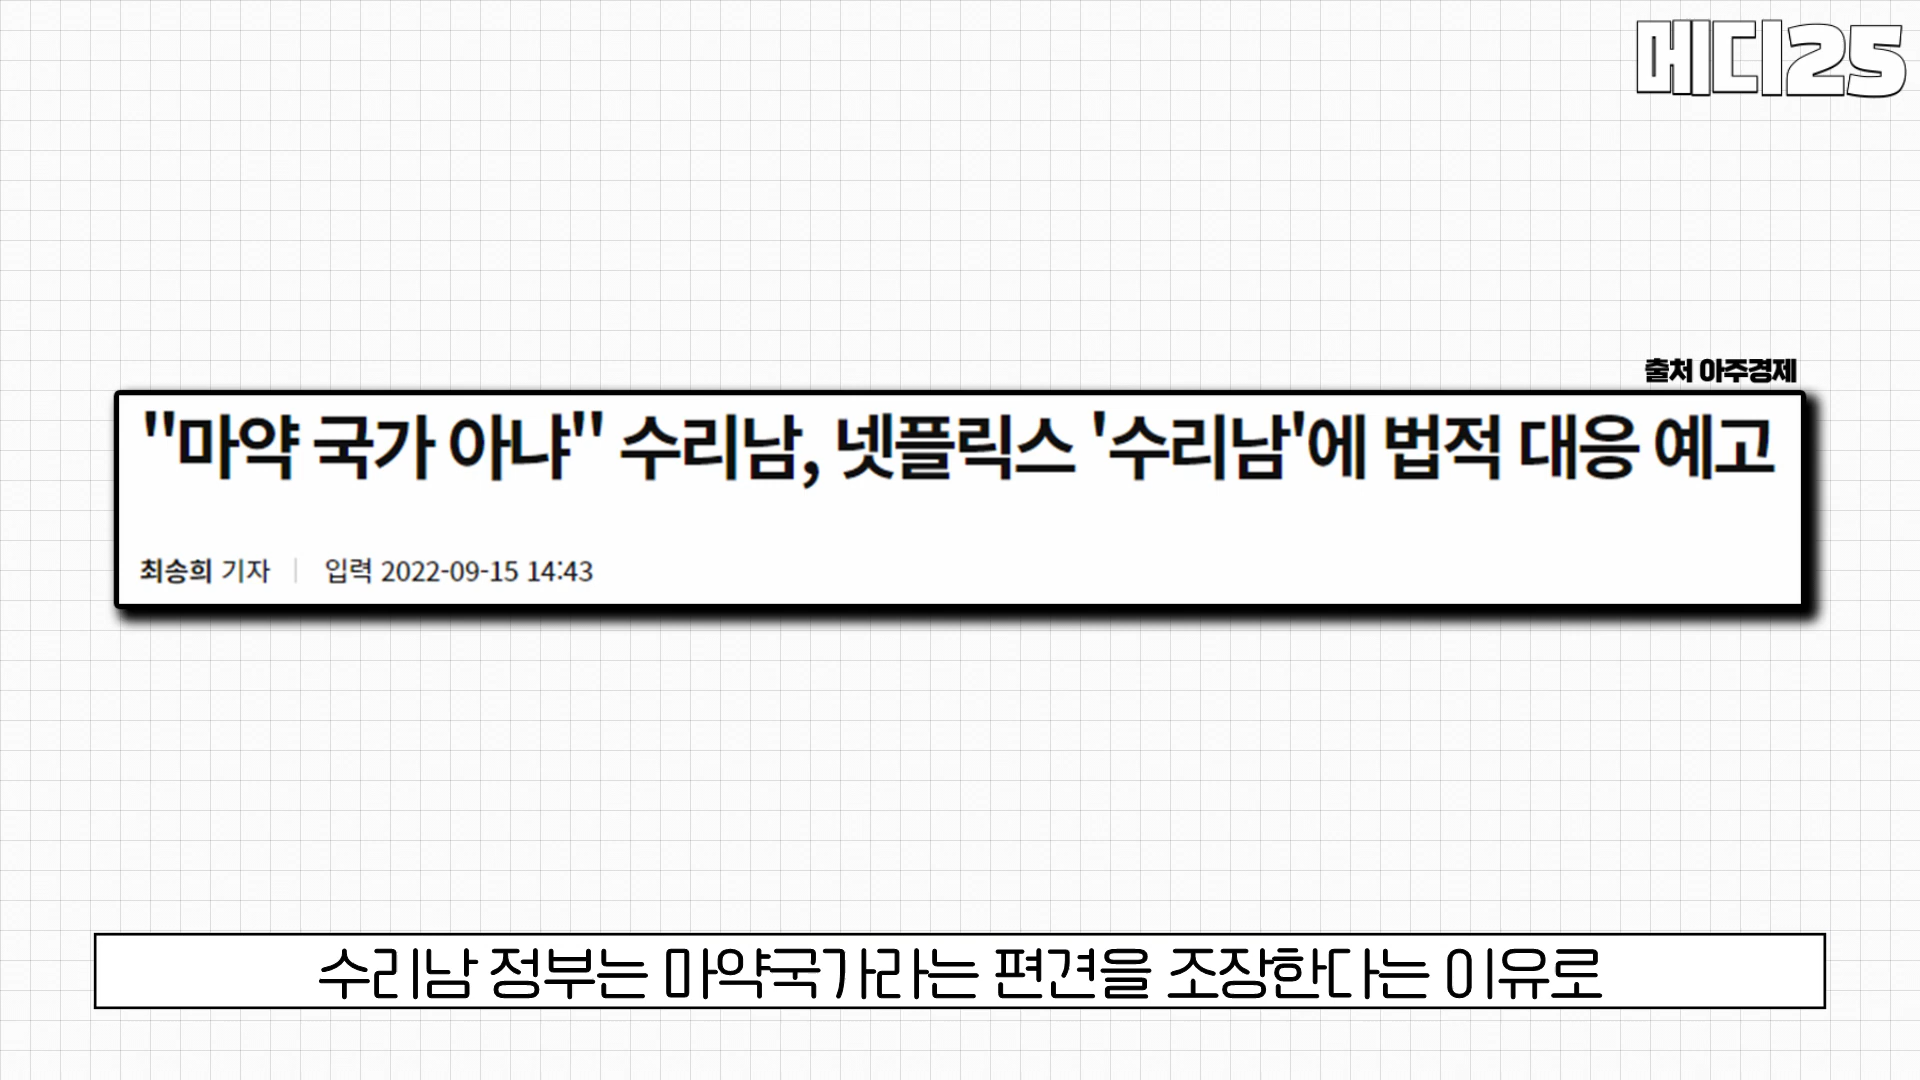 메디25
출처 아주경제
"마약 국가 아냐" 수리남, 넷플릭스 '수리남'에 법적 대응 예고
최송희 기자 | 입력 2022-09-15 14:43
수리남 정부는 마약국가라는 편견을 조장한다는 이유로